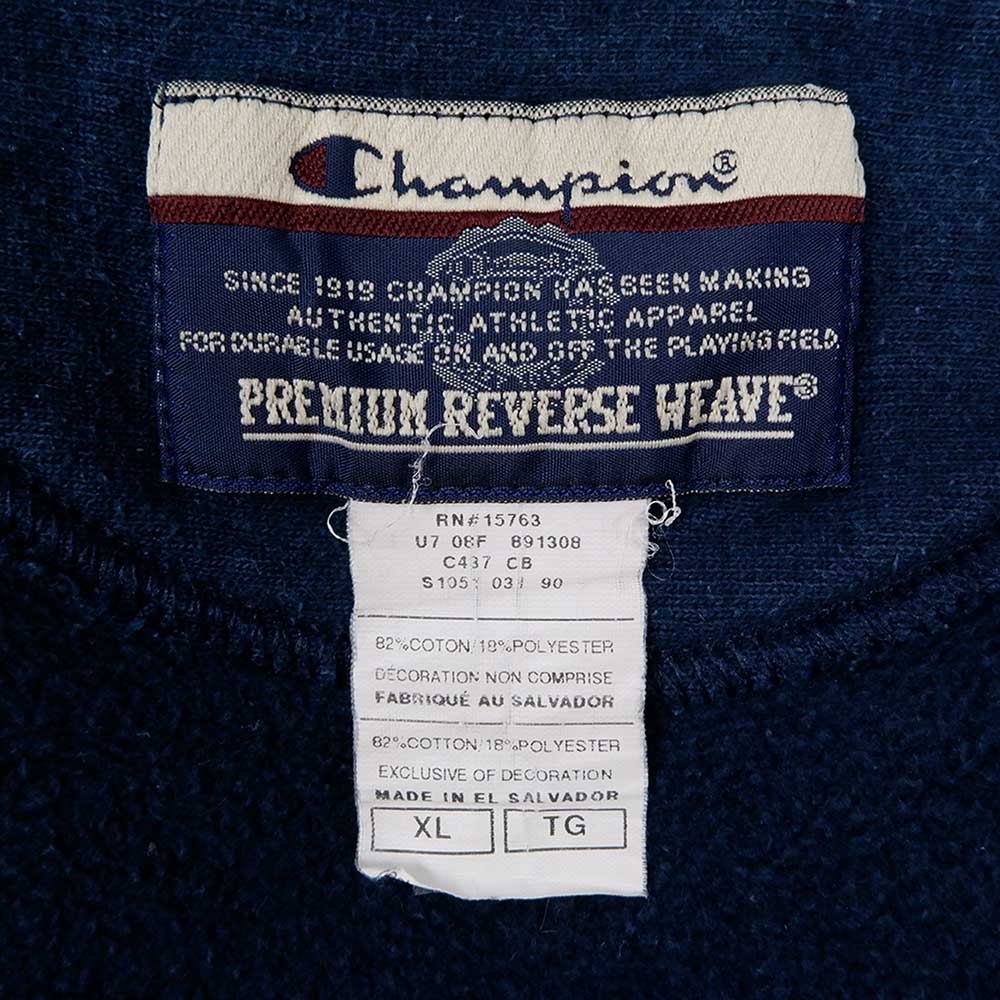 Champion®
SINCE 1919 CHAMPION HAS BEEN MAKING
AUTHENTIC ATHLETIC APPAREL
FOR DURABLE USAGE ON AND OFF THE PLAYING FIELD.
PREMIUM REVERSE WEAVE®
RN#15763
U7 08F 891308
C437 CB
90
82%COTON/18%POLYESTER
DÉCORATION NON COMPRISE
FABRIQUÉ AU SALVADOR
82%COTTON/18%POLYESTER
EXCLUSIVE OF DECORATION
MADE IN EL SALVADOR
XL TG